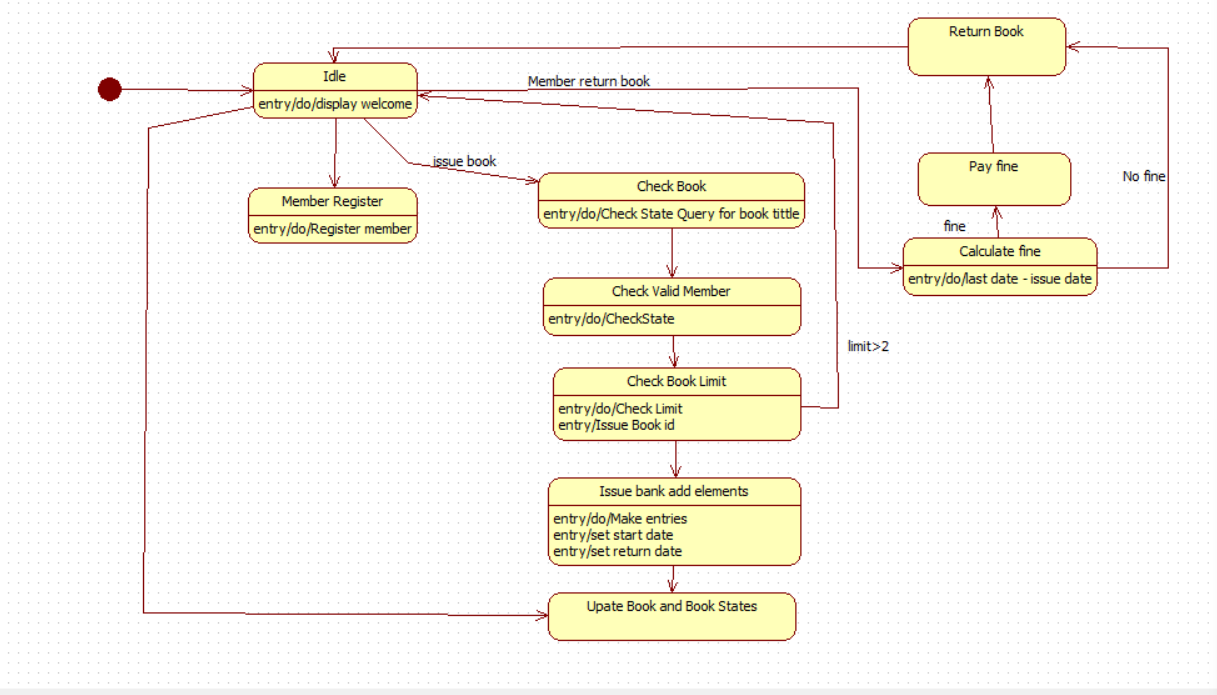 Return Book
Idle
entry/do/display welcome
Member return book
issue book
Pay fine
No fine
Member Register
entry/do/Register member
Check Book
entry/do/Check State Query for book tittle
fine
Calculate fine
entry/do/last date - issue date
Check Valid Member
entry/do/CheckState
limit>2
Check Book Limit
entry/do/Check Limit
entry/Issue Book id
Issue bank add elements
entry/do/Make entries
entry/set start date
entry/set return date
Upate Book and Book States